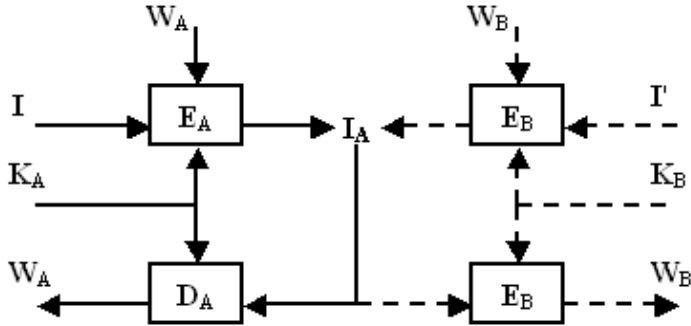 W_A W_B
I E_A I_A E_B I'
K_A K_B
W_A D_A E_B W_B